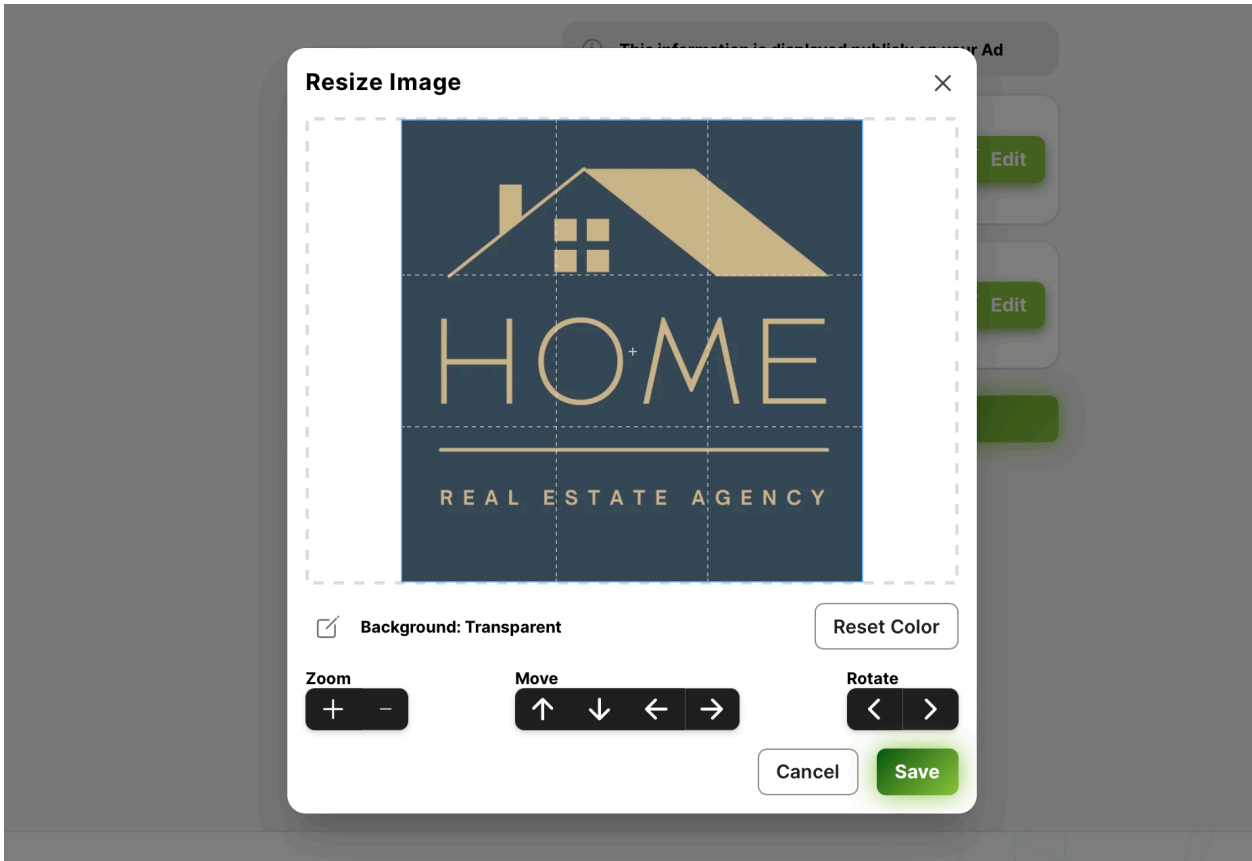 This information is displayed publicly on your Ad
Resize Image
Edit
Edit
HOME
REAL ESTATE AGENCY
Background: Transparent
Reset Color
Zoom
Move
Rotate
Cancel
Save